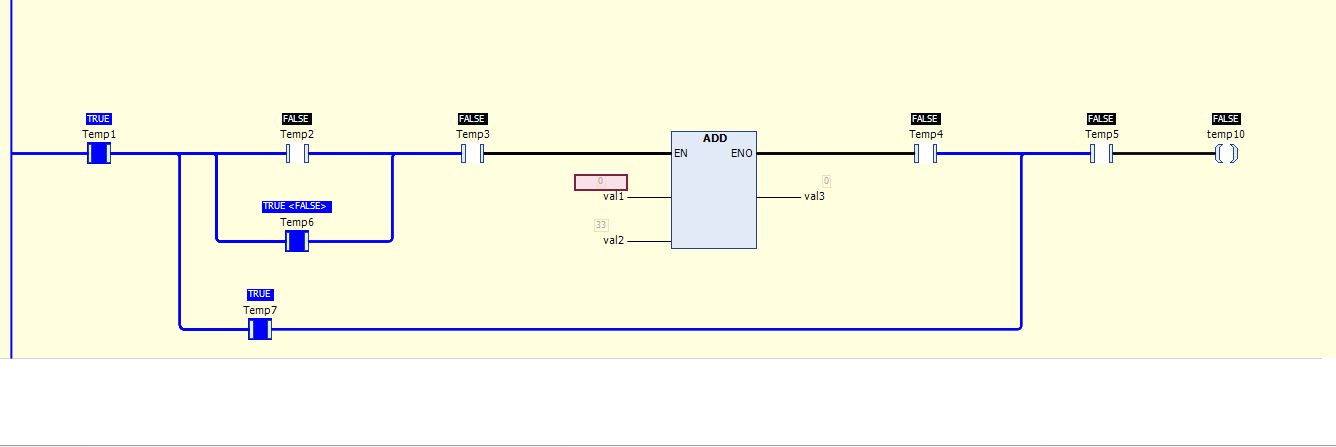 TRUE
Temp1
FALSE
Temp2
FALSE
Temp3
ADD
EN
ENO
0
val1
33
val2
0
val3
FALSE
Temp4
FALSE
Temp5
FALSE
temp10
TRUE <FALSE>
Temp6
TRUE
Temp7